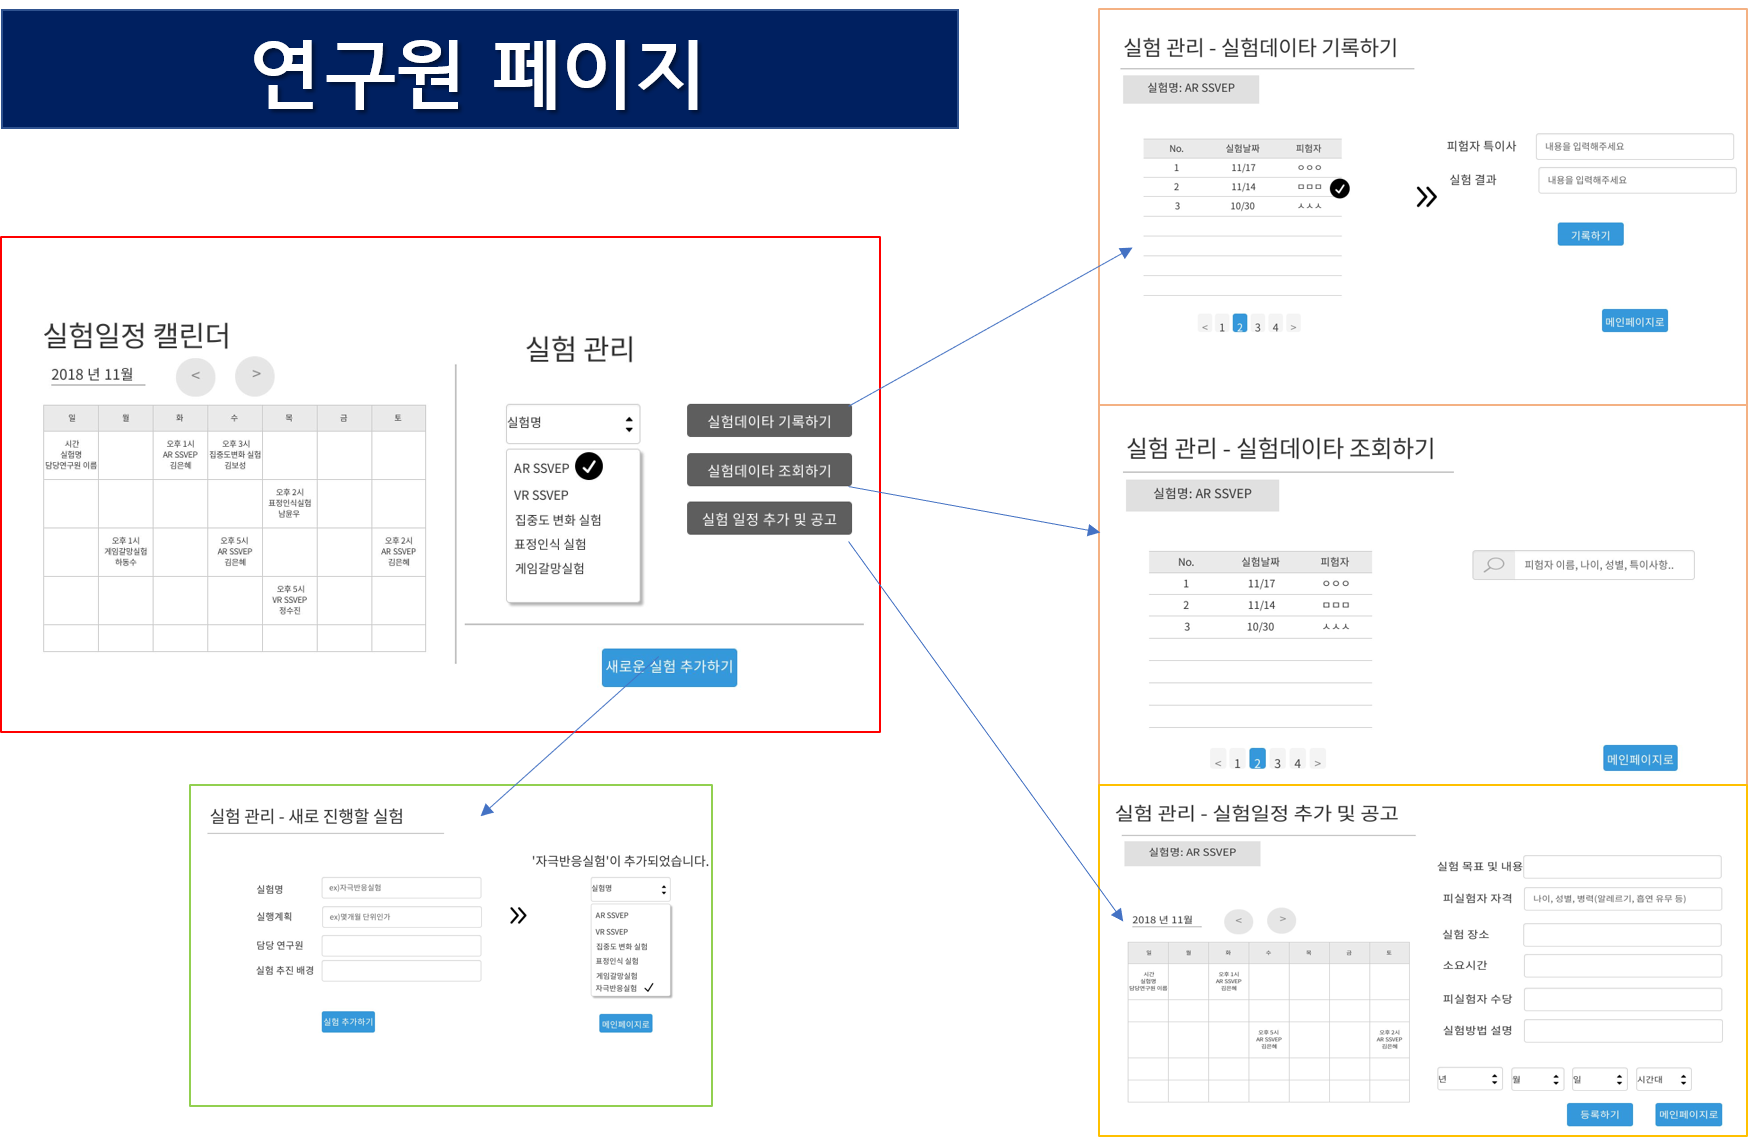 연구원 페이지
실험일정 캘린더
2018 년 11월
<
>
일 월 화 수 목 금 토
시간
실험명
담당연구원 이름
오후 1시
AR SSVEP
김은혜
오후 3시
집중도변화 실험
김보성
오후 2시
표정인식실험
남윤우
오후 1시
게임갈망실험
하동수
오후 5시
AR SSVEP
김은혜
오후 2시
AR SSVEP
김은혜
오후 5시
VR SSVEP
정수진
실험 관리
실험명
AR SSVEP
VR SSVEP
집중도 변화 실험
표정인식 실험
게임갈망실험
실험데이타 기록하기
실험데이타 조회하기
실험 일정 추가 및 공고
새로운 실험 추가하기
실험 관리 - 새로 진행할 실험
실험명
ex)자극반응실험
실행계획
ex)몇개월 단위인가
담당 연구원
실험 추진 배경
실험 추가하기
'자극반응실험'이 추가되었습니다.
실험명
AR SSVEP
VR SSVEP
집중도 변화 실험
표정인식 실험
게임갈망실험
자극반응실험
메인페이지로
실험 관리 - 실험데이타 기록하기
실험명: AR SSVEP
No. 실험날짜 피험자
1 11/17 ㅇㅇㅇ
2 11/14 ㅁㅁㅁ
3 10/30 ㅅㅅㅅ
< 1 2 3 4 >
피험자 특이사
내용을 입력해주세요
실험 결과
내용을 입력해주세요
기록하기
메인페이지로
실험 관리 - 실험데이타 조회하기
실험명: AR SSVEP
No. 실험날짜 피험자
1 11/17 ㅇㅇㅇ
2 11/14 ㅁㅁㅁ
3 10/30 ㅅㅅㅅ
< 1 2 3 4 >
피험자 이름, 나이, 성별, 특이사항..
메인페이지로
실험 관리 - 실험일정 추가 및 공고
실험명: AR SSVEP
2018 년 11월
<
>
일 월 화 수 목 금 토
시간
실험명
담당연구원 이름
오후 1시
AR SSVEP
김은혜
오후 5시
AR SSVEP
김은혜
오후 2시
AR SSVEP
김은혜
실험 목표 및 내용
피실험자 자격
나이, 성별, 병력(알레르기, 흡연 유무 등)
실험 장소
소요시간
피실험자 수당
실험방법 설명
년 월 일 시간대
등록하기
메인페이지로